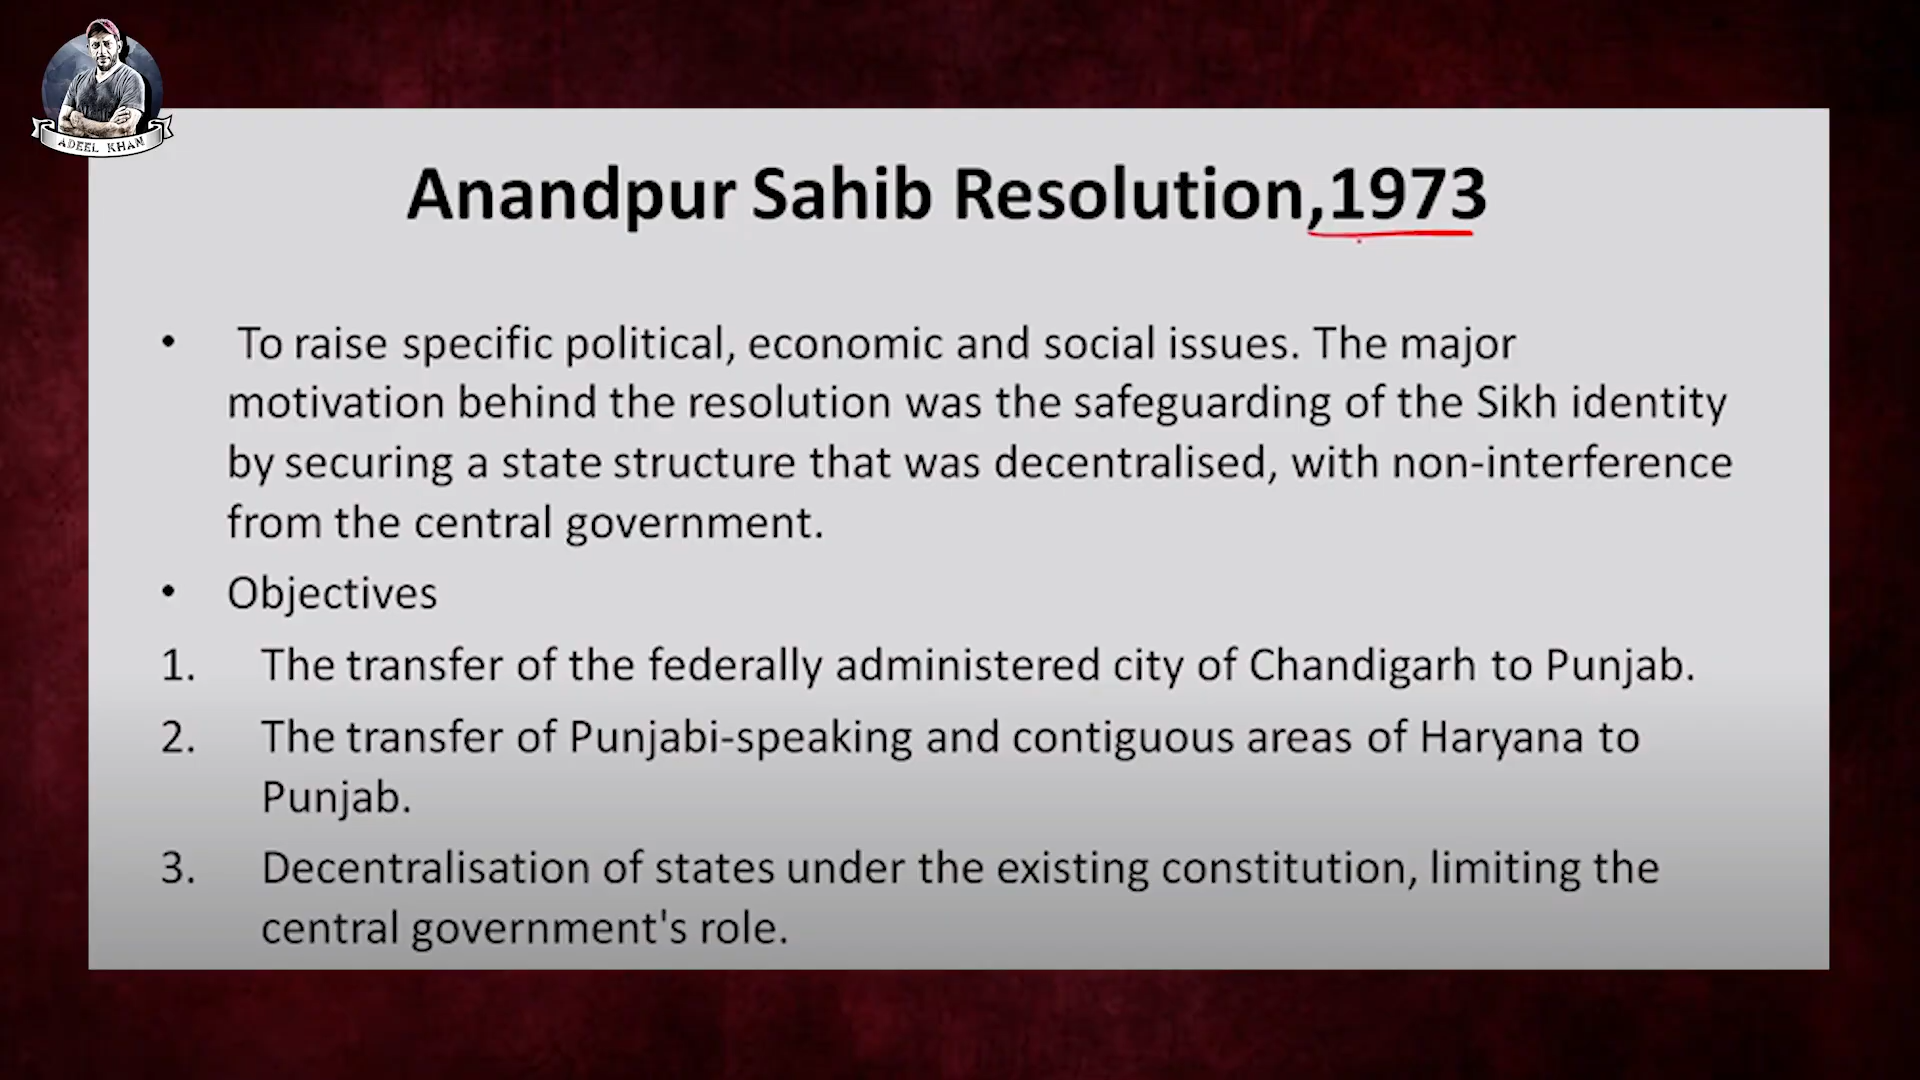 ADEEL KHAN
Anandpur Sahib Resolution,1973
• To raise specific political, economic and social issues. The major
motivation behind the resolution was the safeguarding of the Sikh identity
by securing a state structure that was decentralised, with non-interference
from the central government.
• Objectives
1. The transfer of the federally administered city of Chandigarh to Punjab.
2. The transfer of Punjabi-speaking and contiguous areas of Haryana to
Punjab.
3. Decentralisation of states under the existing constitution, limiting the
central government's role.